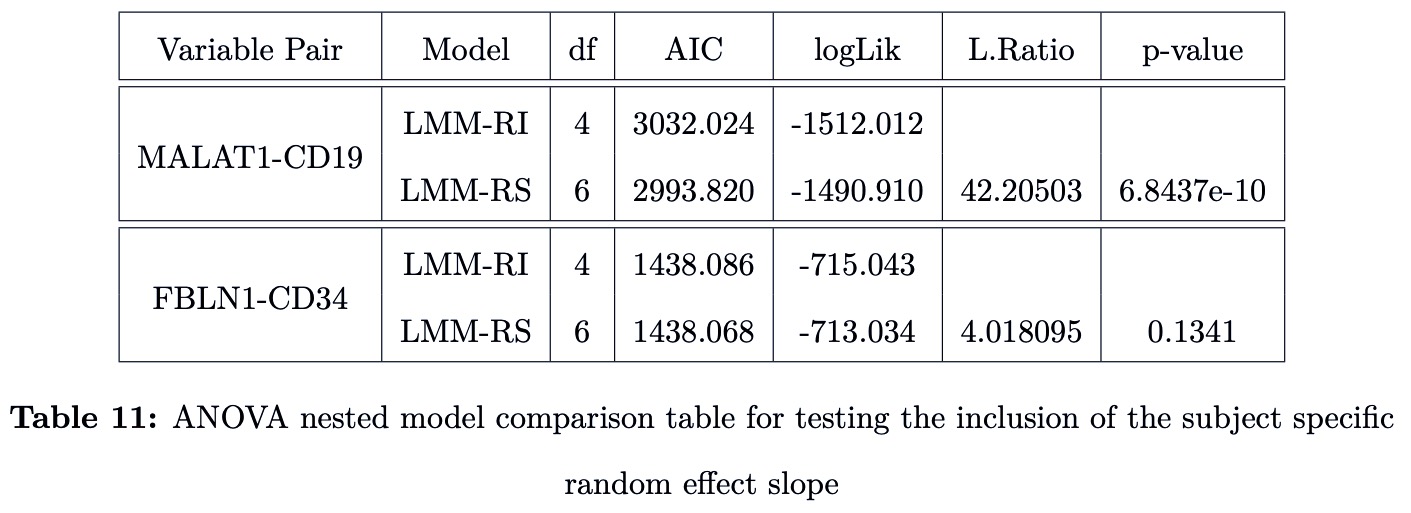 Variable Pair Model df AIC logLik L.Ratio p-value
MALAT1-CD19
LMM-RI 4 3032.024 -1512.012
LMM-RS 6 2993.820 -1490.910 42.20503 6.8437e-10
FBLN1-CD34
LMM-RI 4 1438.086 -715.043
LMM-RS 6 1438.068 -713.034 4.018095 0.1341
Table 11: ANOVA nested model comparison table for testing the inclusion of the subject specific
random effect slope